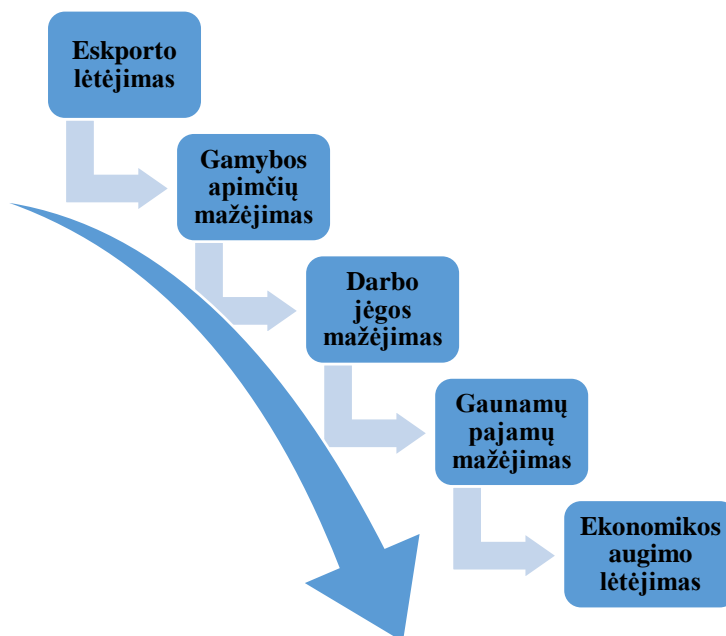 Eskporto
lėtėjimas
Gamybos
apimčių
mažėjimas
Darbo
jėgos
mažėjimas
Gaunamų
pajamų
mažėjimas
Ekonomikos
augimo
lėtėjimas